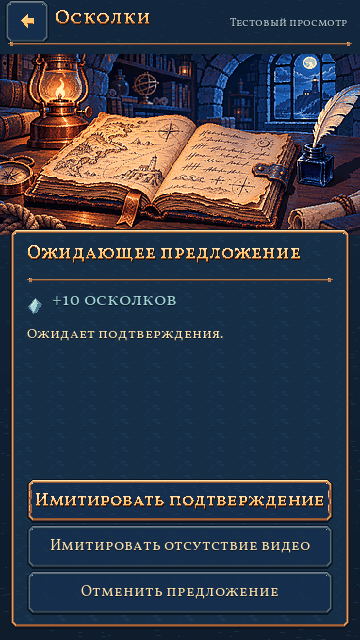 Осколки
Тестовый просмотр
Ожидающее предложение
+10 осколков
Ожидает подтверждения.
Имитировать подтверждение
Имитировать отсутствие видео
Отменить предложение